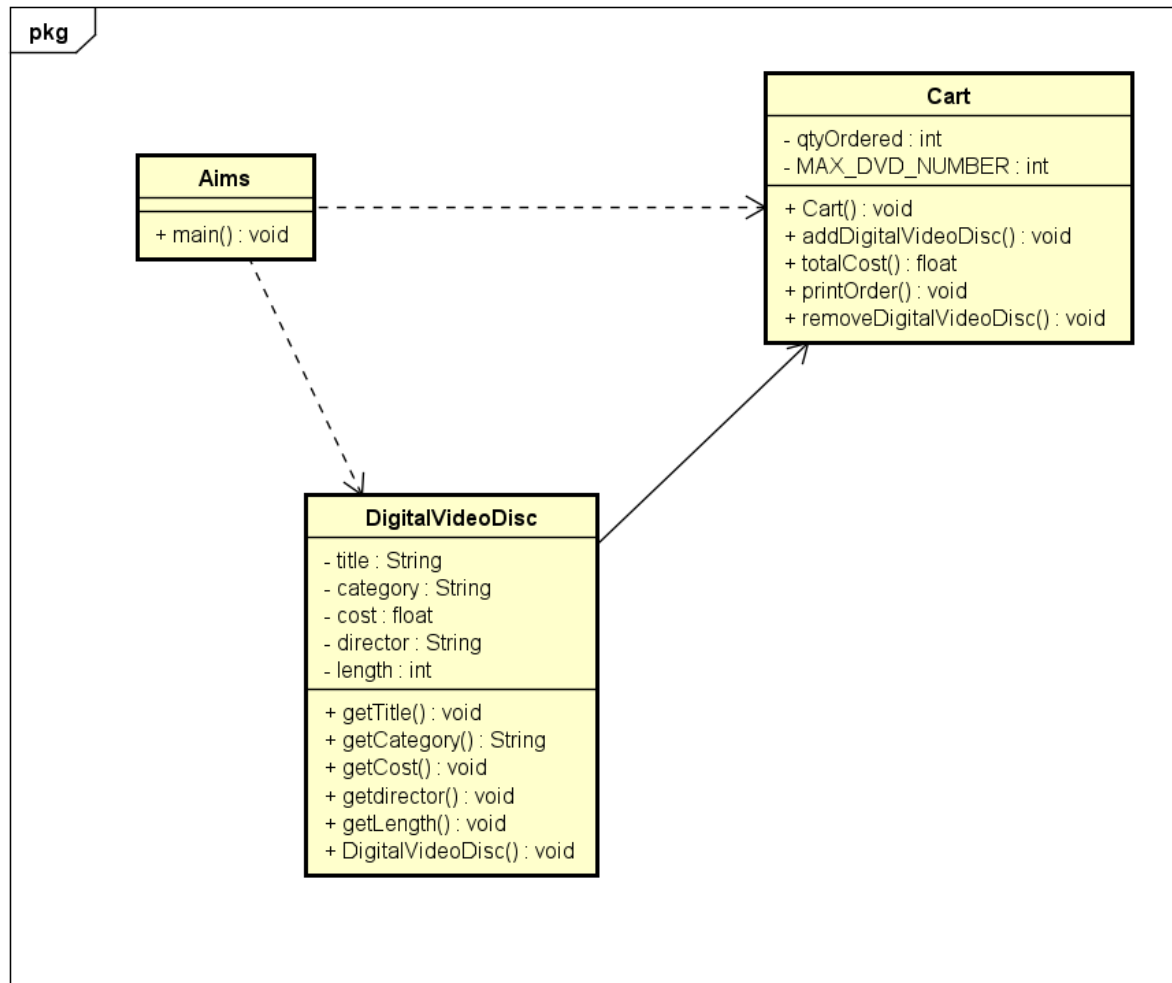 pkg
Aims
+ main() : void
Cart
- qtyOrdered : int
- MAX_DVD_NUMBER : int
+ Cart() : void
+ addDigitalVideoDisc() : void
+ totalCost() : float
+ printOrder() : void
+ removeDigitalVideoDisc() : void
DigitalVideoDisc
- title : String
- category : String
- cost : float
- director : String
- length : int
+ getTitle() : void
+ getCategory() : String
+ getCost() : void
+ getdirector() : void
+ getLength() : void
+ DigitalVideoDisc() : void